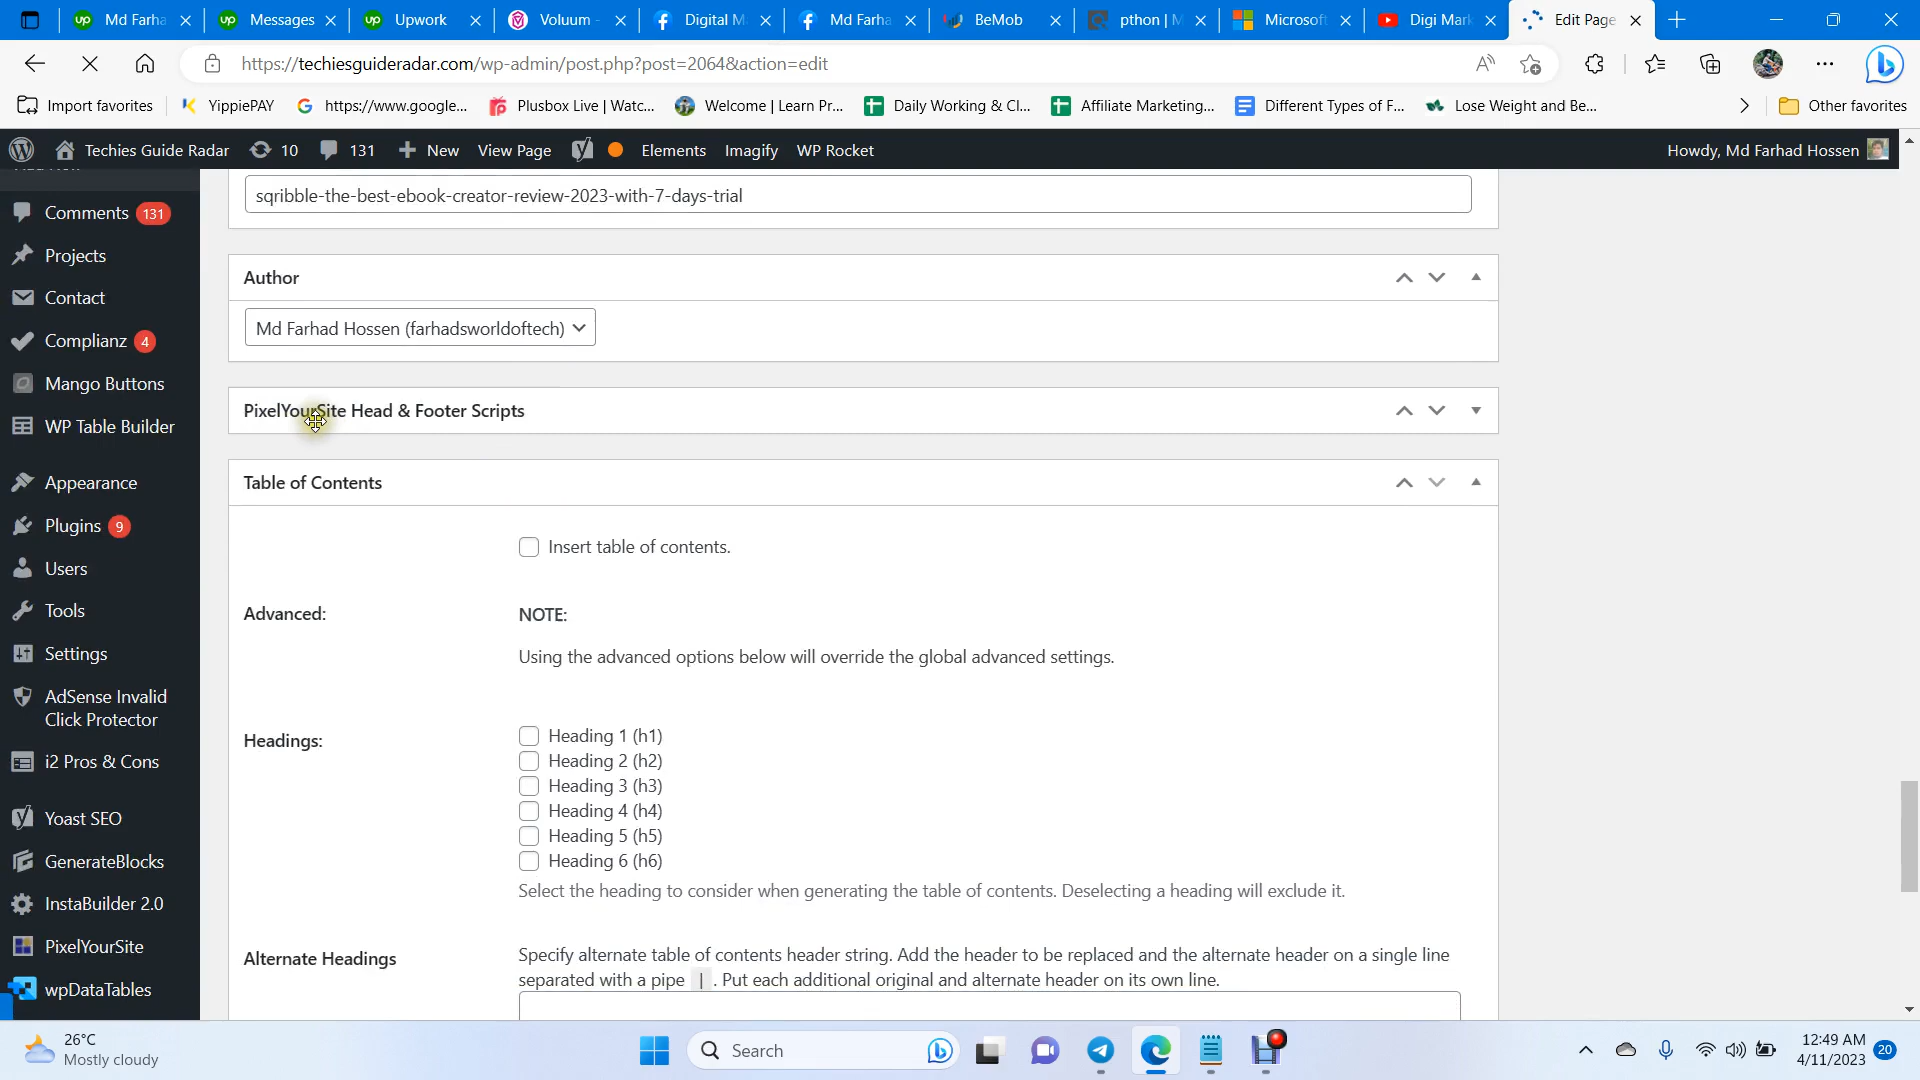 Md Farha
Messages
Upwork
Voluum -
Digital M
Md Farha
BeMob
pthon | M
Microsoft
Digi Mark
Edit Page
https://techiesguideradar.com/wp-admin/post.php?post=2064&action=edit
Import favorites
YippiePAY
https://www.google...
Plusbox Live | Watc...
Welcome | Learn Pr...
Daily Working & Cl...
Affiliate Marketing...
Different Types of F...
Lose Weight and Be...
Other favorites
Techies Guide Radar
10
131
New
View Page
Elements
Imagify
WP Rocket
Howdy, Md Farhad Hossen
Comments 131
Projects
Contact
Complianz 4
Mango Buttons
WP Table Builder
Appearance
Plugins 9
Users
Tools
Settings
AdSense Invalid
Click Protector
i2 Pros & Cons
Yoast SEO
GenerateBlocks
InstaBuilder 2.0
PixelYourSite
wpDataTables
sqribble-the-best-ebook-creator-review-2023-with-7-days-trial
Author
Md Farhad Hossen (farhadsworldoftech)
PixelYourSite Head & Footer Scripts
Table of Contents
Insert table of contents.
Advanced:
NOTE:
Using the advanced options below will override the global advanced settings.
Headings:
Heading 1 (h1)
Heading 2 (h2)
Heading 3 (h3)
Heading 4 (h4)
Heading 5 (h5)
Heading 6 (h6)
Select the heading to consider when generating the table of contents. Deselecting a heading will exclude it.
Alternate Headings
Specify alternate table of contents header string. Add the header to be replaced and the alternate header on a single line
separated with a pipe | . Put each additional original and alternate header on its own line.
26°C
Mostly cloudy
Search
12:49 AM
4/11/2023
20